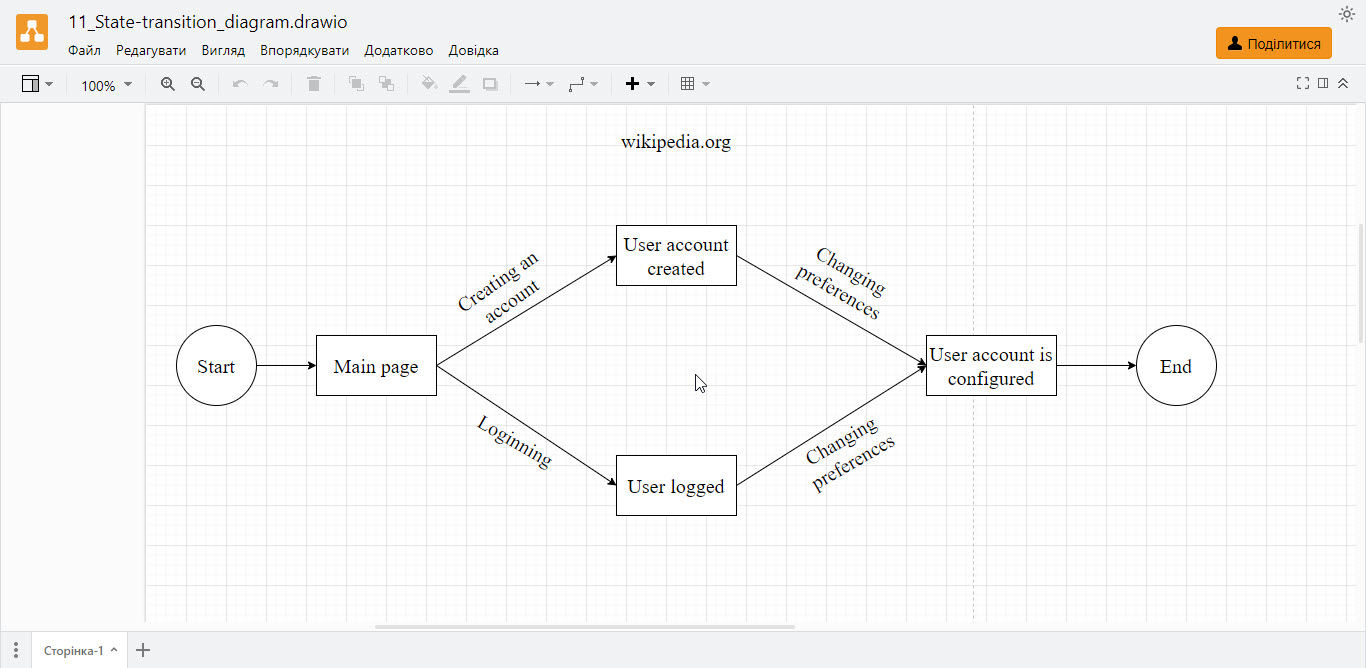 11_State-transition_diagram.drawio
Файл Редагувати Вигляд Впорядкувати Додатково Довідка
Поділитися
100%
wikipedia.org
User account
created
Creating an
account
Changing
preferences
Start
Main page
User account is
configured
End
Loginning
User logged
Changing
preferences
Сторінка-1